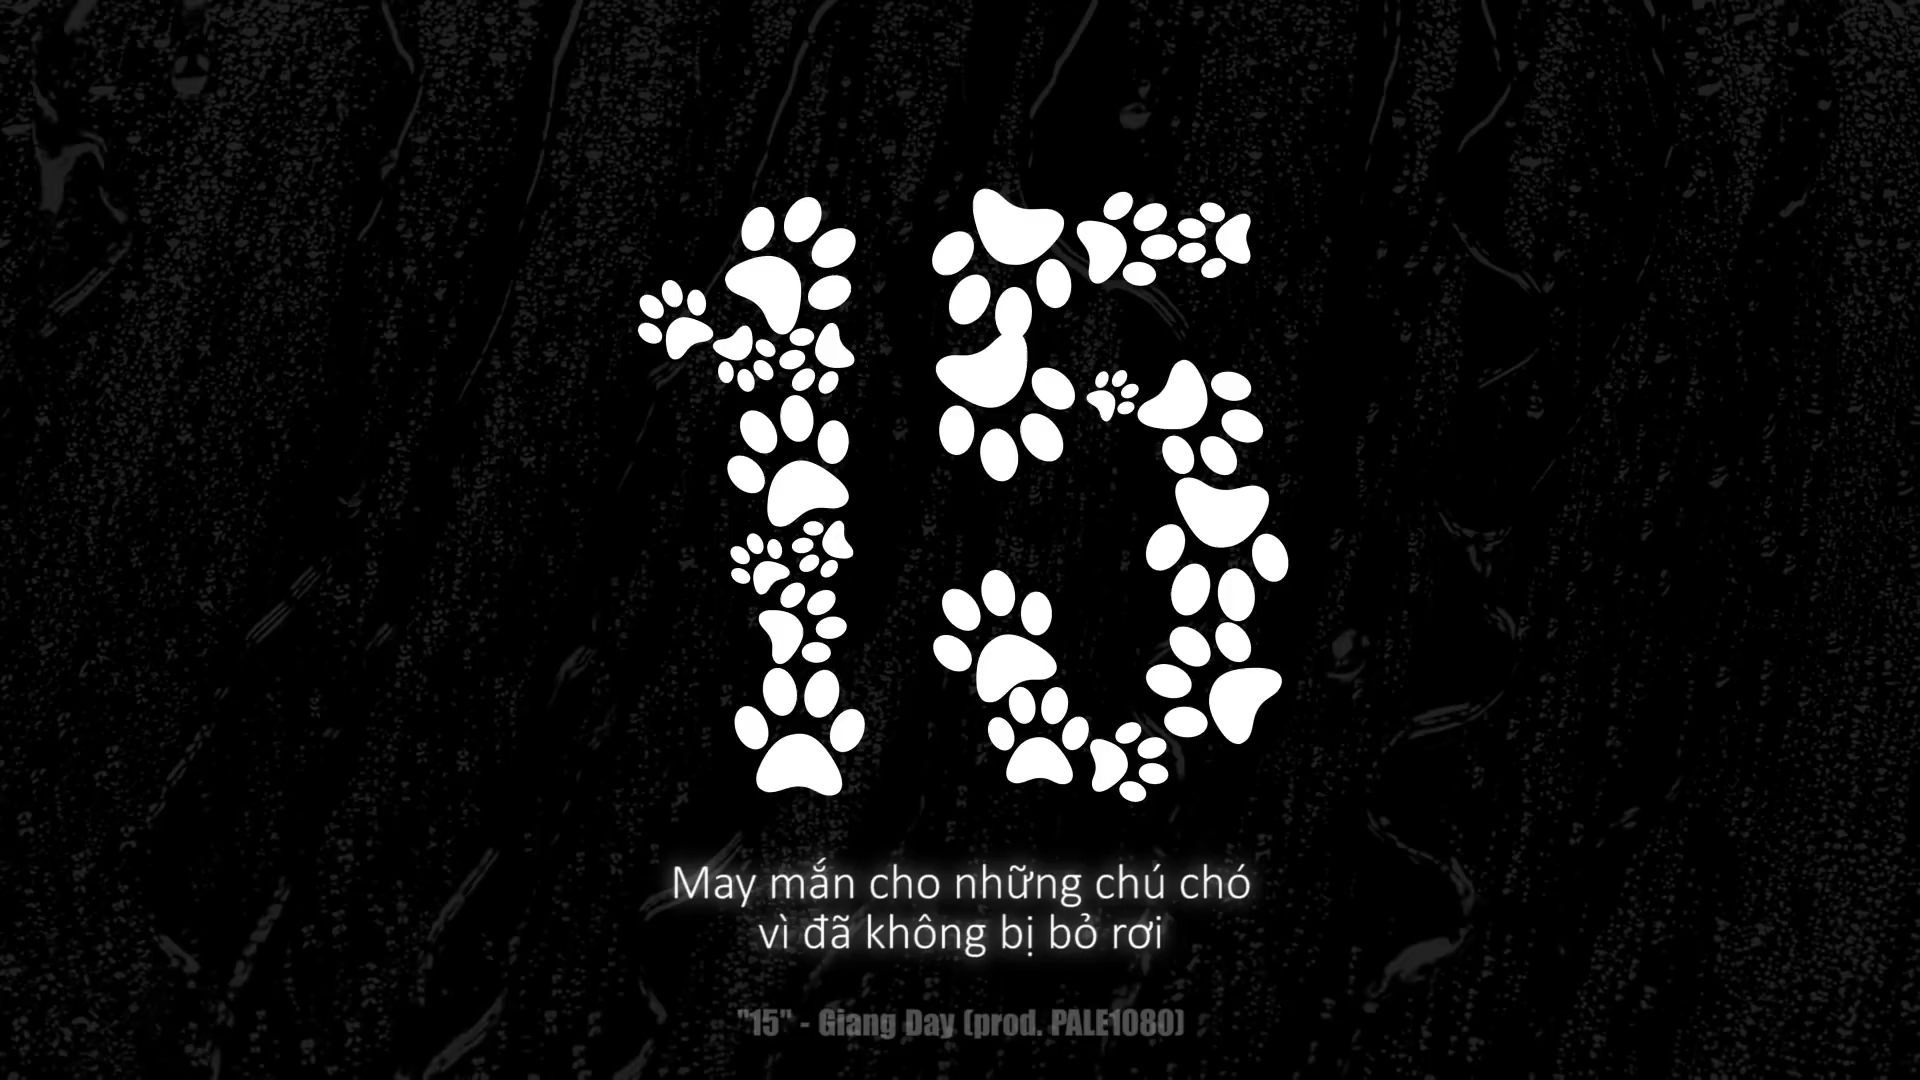 15
May mắn cho những chú chó
vì đã không bị bỏ rơi
"15" - Giang Day (prod. PALE1080)